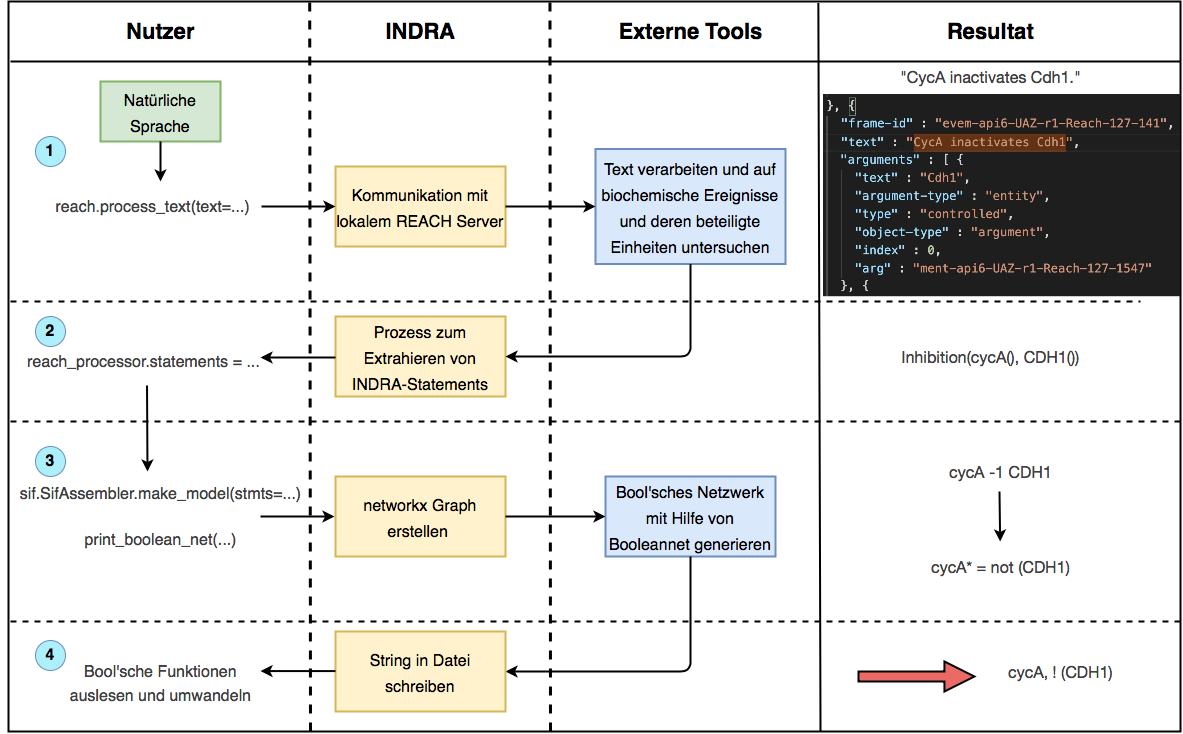 Nutzer
INDRA
Externe Tools
Resultat
1
Natürliche
Sprache
reach.process_text(text=...)
Kommunikation mit
lokalem REACH Server
Text verarbeiten und auf
biochemische Ereignisse
und deren beteiligte
Einheiten untersuchen
"CycA inactivates Cdh1."
}, {
"frame-id" : "evem-api6-UAZ-r1-Reach-127-141",
"text" : "CycA inactivates Cdh1",
"arguments" : [ {
"text" : "Cdh1",
"argument-type" : "entity",
"type" : "controlled",
"object-type" : "argument",
"index" : 0,
"arg" : "ment-api6-UAZ-r1-Reach-127-1547"
}, {
2
reach_processor.statements = ...
Prozess zum
Extrahieren von
INDRA-Statements
Inhibition(cycA(), CDH1())
3
sif.SifAssembler.make_model(stmts=...)
print_boolean_net(...)
networkx Graph
erstellen
Bool'sches Netzwerk
mit Hilfe von
Booleannet generieren
cycA -1 CDH1
cycA* = not (CDH1)
4
Bool'sche Funktionen
auslesen und umwandeln
String in Datei
schreiben
cycA, ! (CDH1)